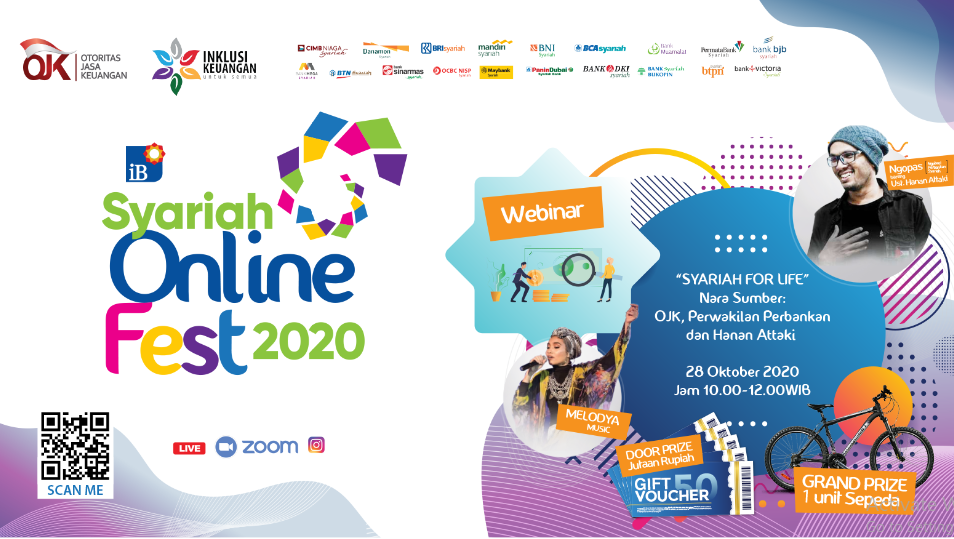 OJK
OTORITAS
JASA
KEUANGAN
INKLUSI
KEUANGAN
untuk semua
CIMB NIAGA
Syariah
Danamon
BRIsyariah
mandiri
syariah
BNI
Syariah
BCAsyariah
Bank
Muamalat
PermataBank
Syariah
bank bjb
syariah
BTN
bank
sinarmas
OCBC NISP
Maybank
PaninDubai
Syariah Bank
BANK DKI
syariah
BANK Syariah
BUKOPIN
btpn
syariah
bank victoria
syariah
iB
Syariah
Online
Fest 2020
Webinar
Ngopas
bareng
Ust. Hanan Attaki
"SYARIAH FOR LIFE"
Nara Sumber:
OJK, Perwakilan Perbankan
dan Hanan Attaki
28 Oktober 2020
Jam 10.00-12.00WIB
MELODYA
MUSIC
DOOR PRIZE
Jutaan Rupiah
GIFT 50
VOUCHER
GRAND PRIZE
1 unit Sepeda
SCAN ME
LIVE
zoom